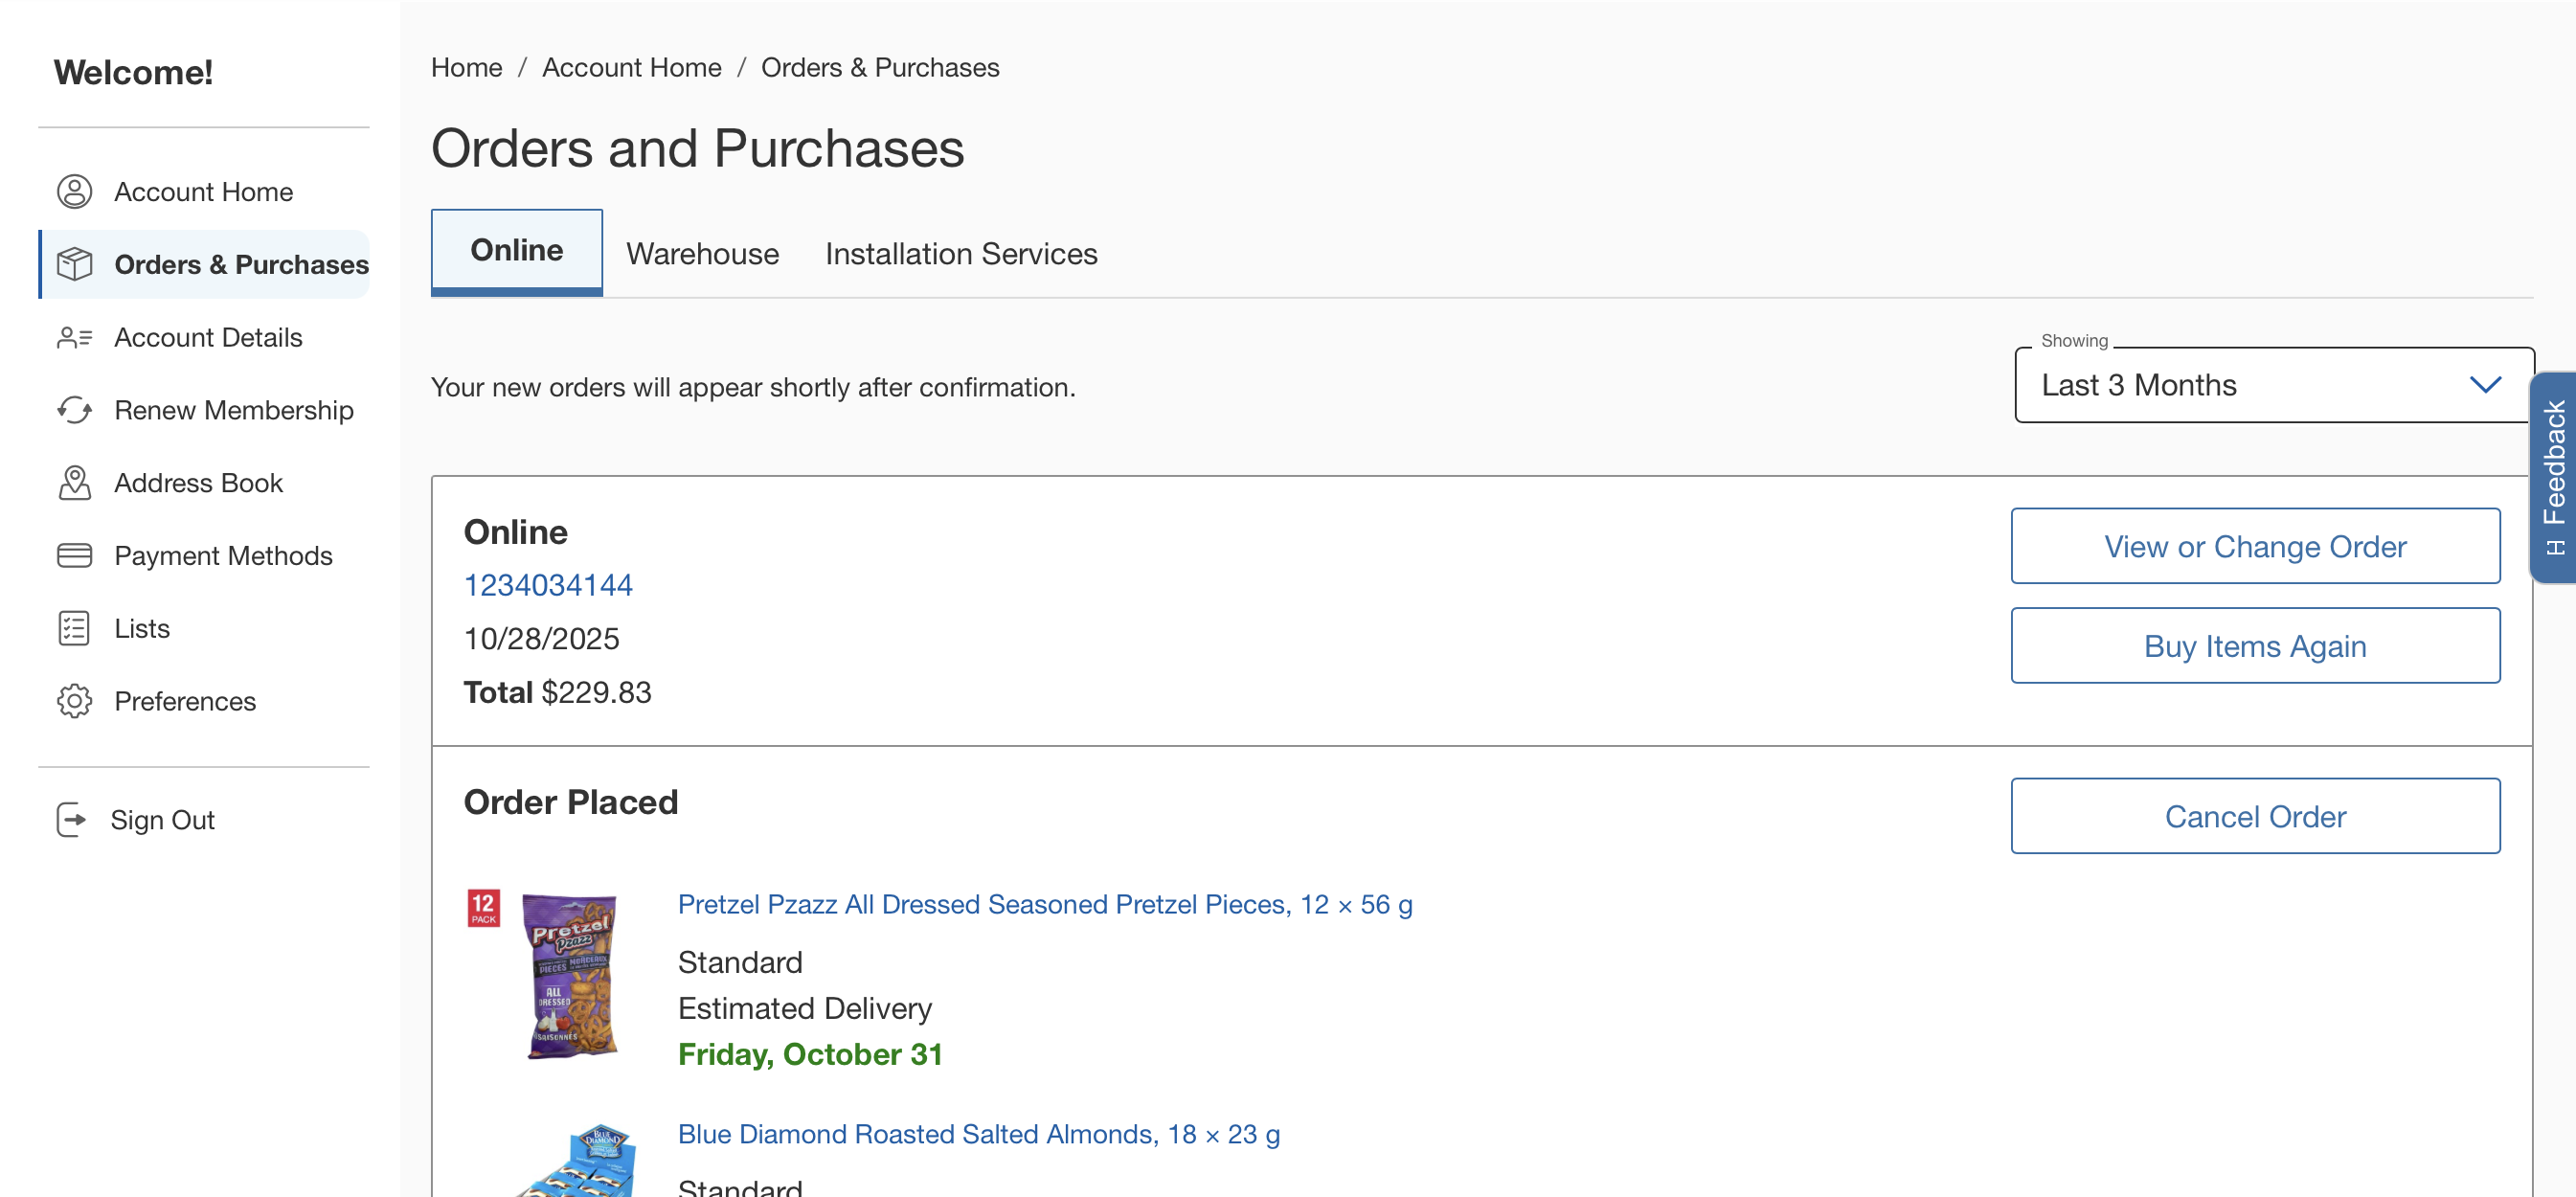 Welcome!
Account Home
Orders & Purchases
Account Details
Renew Membership
Address Book
Payment Methods
Lists
Preferences
Sign Out
Home / Account Home / Orders & Purchases
Orders and Purchases
Online
Warehouse
Installation Services
Your new orders will appear shortly after confirmation.
Showing
Last 3 Months
Feedback
Online
1234034144
10/28/2025
Total $229.83
View or Change Order
Buy Items Again
Order Placed
Cancel Order
12
PACK
Pretzel
Pzazz
PIECES MORCEAUX
ALL
DRESSED
Pretzel Pzazz All Dressed Seasoned Pretzel Pieces, 12 × 56 g
Standard
Estimated Delivery
Friday, October 31
BLUE
DIAMOND
Blue Diamond Roasted Salted Almonds, 18 × 23 g
Standard